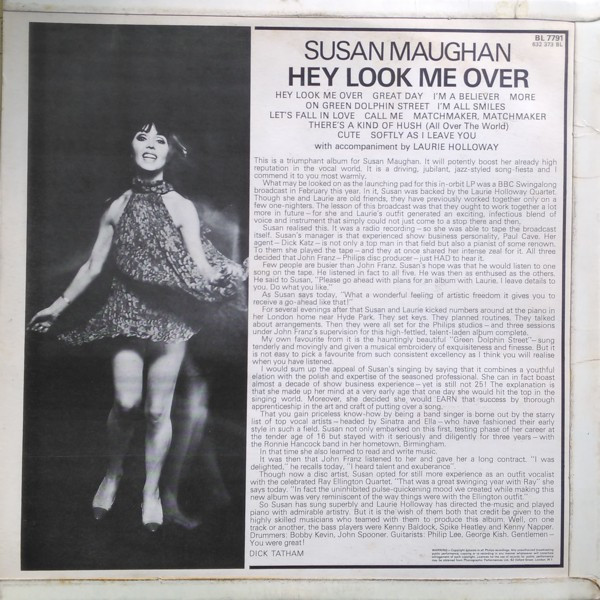 BL 7791
832 373 BL
SUSAN MAUGHAN
HEY LOOK ME OVER
HEY LOOK ME OVER GREAT DAY I'M A BELIEVER MORE
ON GREEN DOLPHIN STREET I'M ALL SMILES
LET'S FALL IN LOVE CALL ME MATCHMAKER, MATCHMAKER
THERE'S A KIND OF HUSH (All Over The World)
CUTE SOFTLY AS I LEAVE YOU
with accompaniment by LAURIE HOLLOWAY
This is a triumphant album for Susan Maughan. It will potently boost her already high
reputation in the vocal world. It is a driving, jubilant, jazz-styled song-fiesta and I
commend it to you most warmly.
What may be looked on as the launching pad for this in-orbit LP was a BBC Swingalong
broadcast in February this year. In it, Susan was backed by the Laurie Holloway Quartet.
Though she and Laurie are old friends, they have previously worked together only on a
few one-nighters. The lesson of this broadcast was that they ought to work together a lot
more in future – for she and Laurie's outfit generated an exciting, infectious blend of
voice and instrument that simply could not just come to a stop there and then.
Susan realised this. It was a radio recording – so she was able to tape the broadcast
itself. Susan's manager is that experienced show business personality, Paul Cave. Her
agent – Dick Katz – is not only a top man in that field but also a pianist of some renown.
To them she played the tape – and they at once shared her intense zeal for it. All three
decided that John Franz – Philips disc producer – just HAD to hear it.
Few people are busier than John Franz. Susan's hope was that he would listen to one
song on the tape. He listened in fact to all five. He was then as enthused as the others.
He said to Susan, "Please go ahead with plans for an album with Laurie. I leave details to
you. Do what you like."
As Susan says today, "What a wonderful feeling of artistic freedom it gives you to
receive a go-ahead like that!"
For several evenings after that Susan and Laurie kicked numbers around at the piano in
her London home near Hyde Park. They set keys. They planned routines. They talked
about arrangements. Then they were all set for the Philips studios – and three sessions
under John Franz's supervision for this high-fettled, talent-laden album complete.
My own favourite from it is the hauntingly beautiful "Green Dolphin Street" – sung
tenderly and movingly and given a musical embroidery of exquisiteness and finesse. But it
is not easy to pick a favourite from such consistent excellency as I think you will realise
when you have listened.
I would sum up the appeal of Susan's singing by saying that it combines a youthful
elation with the polish and expertise of the seasoned professional. She can in fact boast
almost a decade of show business experience – yet is still not 25! The explanation is
that she made up her mind at a very early age that one day she would hit the top in the
singing world. Moreover, she decided she would EARN that success by thorough
apprenticeship in the art and craft of putting over a song.
That you gain priceless know-how by being a band singer is borne out by the starry
list of top vocal artists – headed by Sinatra and Ella – who have fashioned their early
style in such a field. Susan not only embarked on this first, testing phase of her career at
the tender age of 16 but stayed with it seriously and diligently for three years – with
the Ronnie Hancock band in her hometown, Birmingham.
In that time she also learned to read and write music.
It was then that John Franz listened to her and gave her a long contract. "I was
delighted," he recalls today, "I heard talent and exuberance".
Though now a disc artist, Susan opted for still more experience as an outfit vocalist
with the celebrated Ray Ellington Quartet. "That was a great swinging year with Ray" she
says today. "In fact the uninhibited pulse-quickening mood we created while making this
new album was very reminiscent of the way things were with the Ellington outfit."
So Susan has sung superbly and Laurie Holloway has directed the music and played
piano with admirable artistry. But it is the wish of them both that credit be given to the
highly skilled musicians who teamed with them to produce this album. Well, on one
track or another, the bass players were Kenny Baldock, Spike Heatley and Kenny Napper.
Drummers: Bobby Kevin, John Spooner. Guitarists: Philip Lee, George Kish. Gentlemen –
You were great!
DICK TATHAM